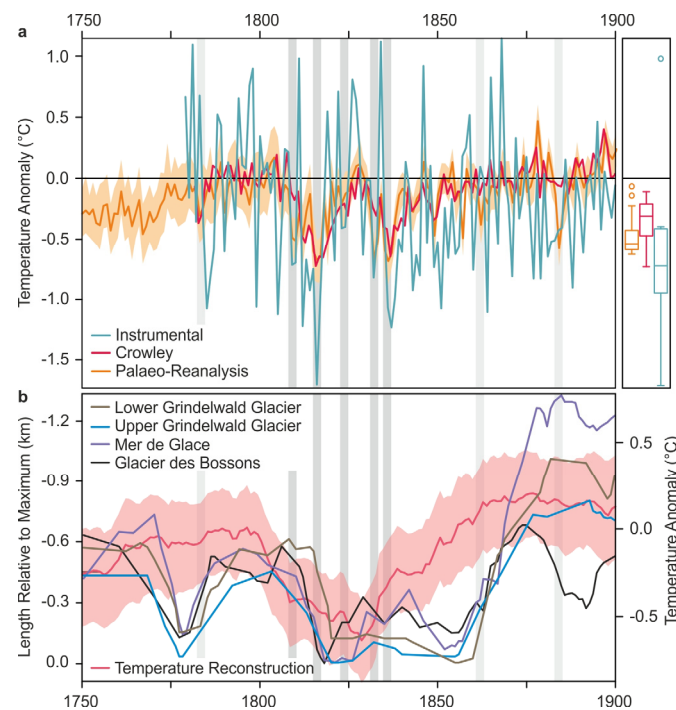 1750 1800 1850 1900
a
1.0
0.5
0.0
-0.5
-1.0
-1.5
Temperature Anomaly (°C)
Instrumental
Crowley
Palaeo-Reanalysis
b
-1.2
-0.9
-0.6
-0.3
0.0
Length Relative to Maximum (km)
Lower Grindelwald Glacier
Upper Grindelwald Glacier
Mer de Glace
Glacier des Bossons
Temperature Reconstruction
0.5
0.0
-0.5
Temperature Anomaly (°C)
1750 1800 1850 1900